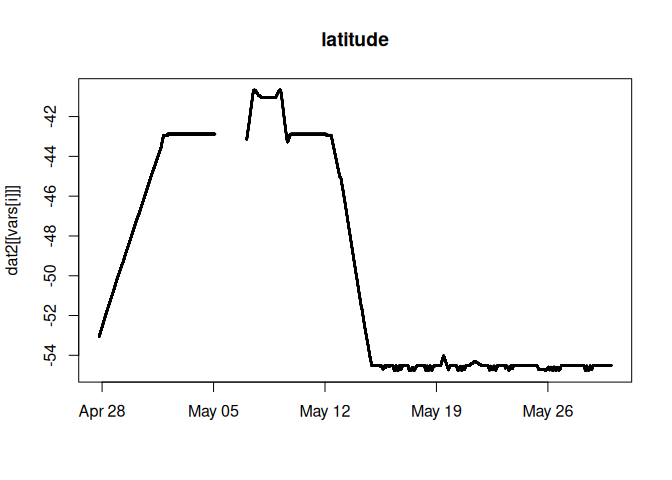 latitude
dat2[[vars[i]]]
-42
-44
-46
-48
-50
-52
-54
Apr 28
May 05
May 12
May 19
May 26